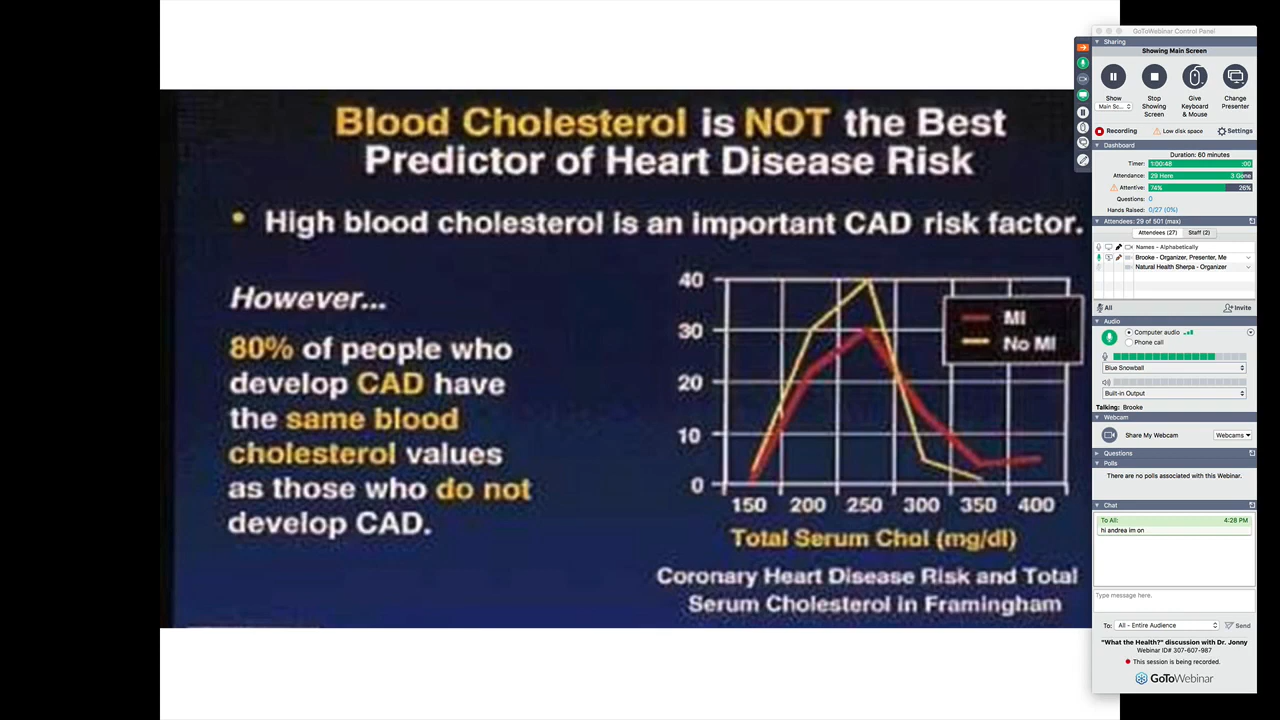 Blood Cholesterol is NOT the Best
Predictor of Heart Disease Risk
• High blood cholesterol is an important CAD risk factor.
However...
80% of people who
develop CAD have
the same blood
cholesterol values
as those who do not
develop CAD.
40
30
20
10
0
MI
No MI
150 200 250 300 350 400
Total Serum Chol (mg/dl)
Coronary Heart Disease Risk and Total
Serum Cholesterol in Framingham
GoToWebinar Control Panel
Sharing
Showing Main Screen
Show
Main Sc...
Stop
Showing
Screen
Give
Keyboard
& Mouse
Change
Presenter
Recording
Low disk space
Settings
Dashboard
Duration: 60 minutes
Timer: 1:00:48 :00
Attendance: 29 Here 3 Gone
Attentive: 74% 26%
Questions: 0
Hands Raised: 0/27 (0%)
Attendees: 29 of 501 (max)
Attendees (27) Staff (2)
Names - Alphabetically
Brooke - Organizer, Presenter, Me
Natural Health Sherpa - Organizer
All
Invite
Audio
Computer audio
Phone call
Blue Snowball
Built-in Output
Talking: Brooke
Webcam
Share My Webcam
Webcams
Questions
Polls
There are no polls associated with this Webinar.
Chat
To All: 4:28 PM
hi andrea im on
Type message here.
To: All - Entire Audience
Send
"What the Health?" discussion with Dr. Jonny
Webinar ID# 307-607-987
This session is being recorded.
GoToWebinar